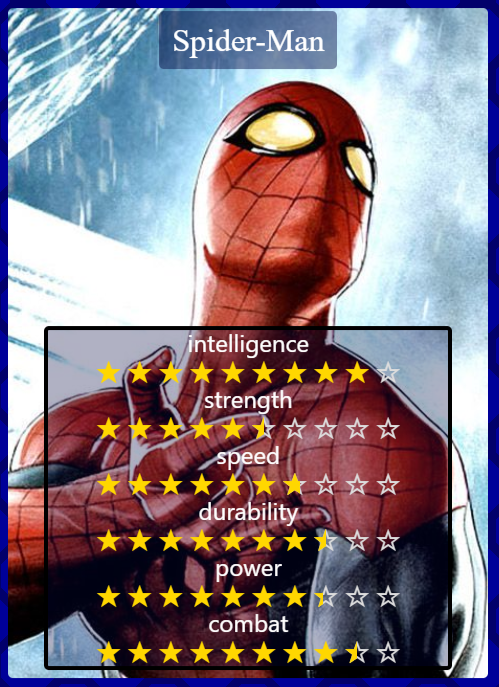 Spider-Man
intelligence
strength
speed
durability
power
combat